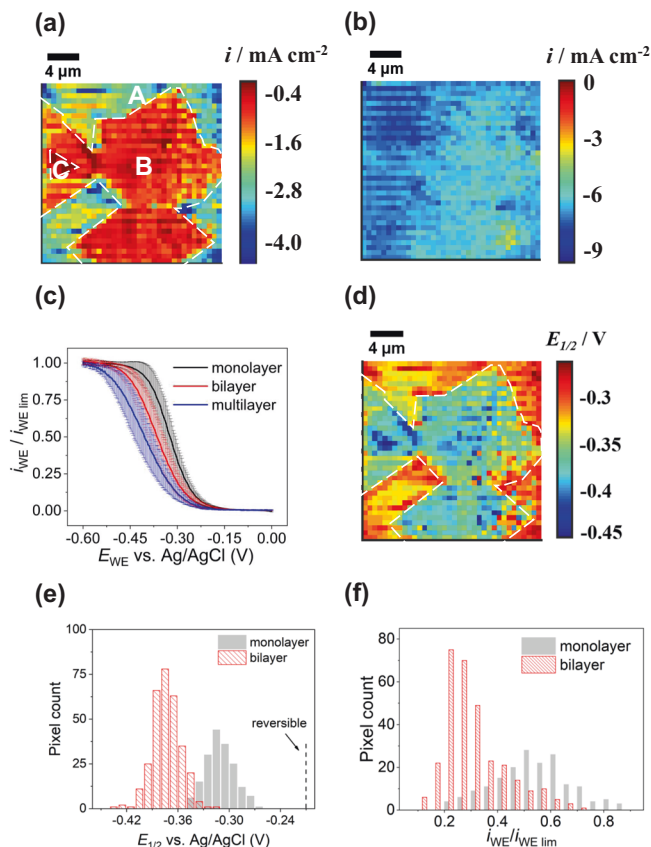 (a)
4 µm
i / mA cm-2
A
B
C
-0.4
-1.6
-2.8
-4.0
(b)
4 µm
i / mA cm-2
0
-3
-6
-9
(c)
1.00
0.75
0.50
0.25
0.00
iWE / iWE lim
monolayer
bilayer
multilayer
-0.60
-0.45
-0.30
-0.15
0.00
EWE vs. Ag/AgCl (V)
(d)
4 µm
E1/2 / V
-0.3
-0.35
-0.4
-0.45
(e)
100
75
50
25
0
Pixel count
monolayer
bilayer
reversible
-0.42
-0.36
-0.30
-0.24
E1/2 vs. Ag/AgCl (V)
(f)
80
60
40
20
0
Pixel count
monolayer
bilayer
0.2
0.4
0.6
0.8
iWE/iWE lim